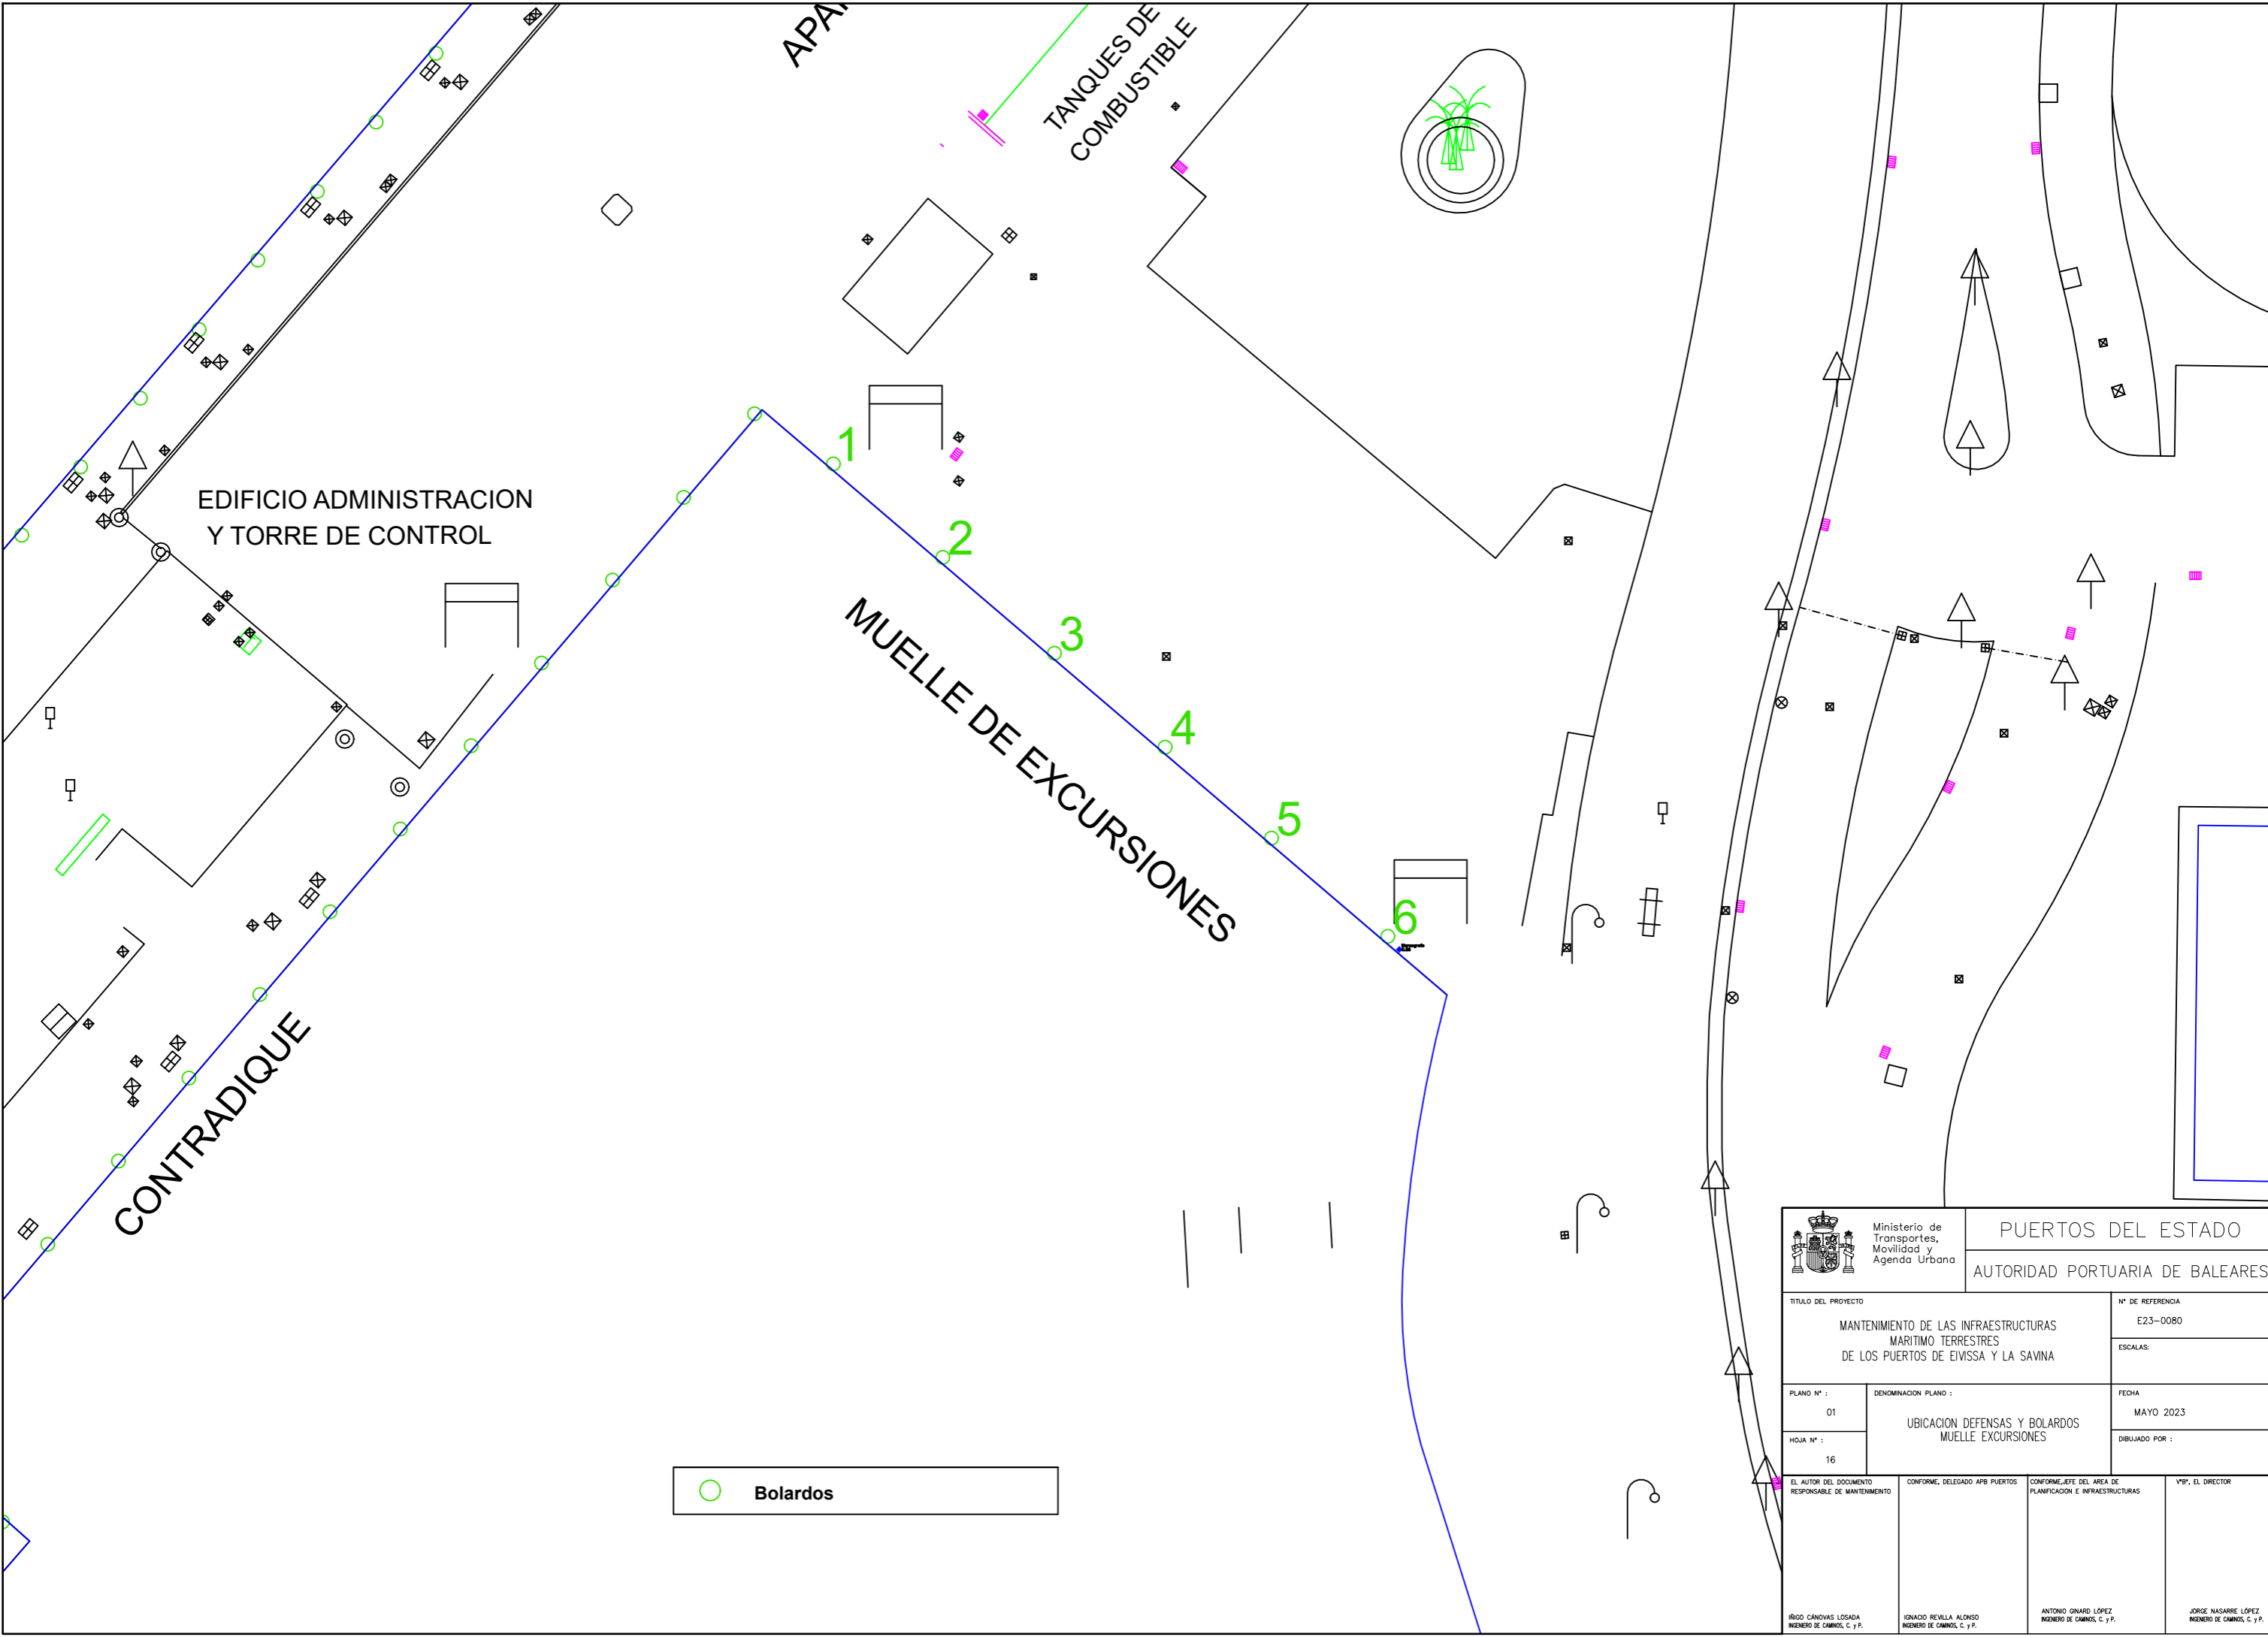 APA
TANQUES DE
COMBUSTIBLE
EDIFICIO ADMINISTRACION
Y TORRE DE CONTROL
1
2
3
4
5
6
MUELLE DE EXCURSIONES
CONTRADIQUE
Bolardos
Ministerio de
Transportes,
Movilidad y
Agenda Urbana
PUERTOS DEL ESTADO
AUTORIDAD PORTUARIA DE BALEARES
TITULO DEL PROYECTO
MANTENIMIENTO DE LAS INFRAESTRUCTURAS
MARITIMO TERRESTRES
DE LOS PUERTOS DE EIVISSA Y LA SAVINA
Nº DE REFERENCIA
E23-0080
ESCALAS:
PLANO Nº :
01
HOJA Nº :
16
DENOMINACION PLANO :
UBICACION DEFENSAS Y BOLARDOS
MUELLE EXCURSIONES
FECHA
MAYO 2023
DIBUJADO POR :
EL AUTOR DEL DOCUMENTO
RESPONSABLE DE MANTENIMEINTO
IÑIGO CÁNOVAS LOSADA
INGENIERO DE CAMINOS, C. y P.
CONFORME, DELEGADO APB PUERTOS
IGNACIO REVILLA ALONSO
INGENIERO DE CAMINOS, C. y P.
CONFORME,JEFE DEL AREA DE
PLANIFICACION E INFRAESTRUCTURAS
ANTONIO GINARD LÓPEZ
INGENIERO DE CAMINOS, C. y P.
VºBº, EL DIRECTOR
JORGE NASARRE LÓPEZ
INGENIERO DE CAMINOS, C. y P.